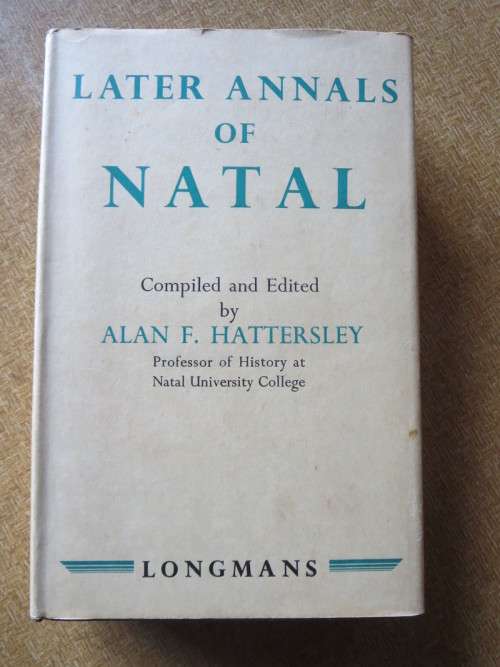 LATER ANNALS
OF
NATAL
Compiled and Edited
by
ALAN F. HATTERSLEY
Professor of History at
Natal University College
LONGMANS